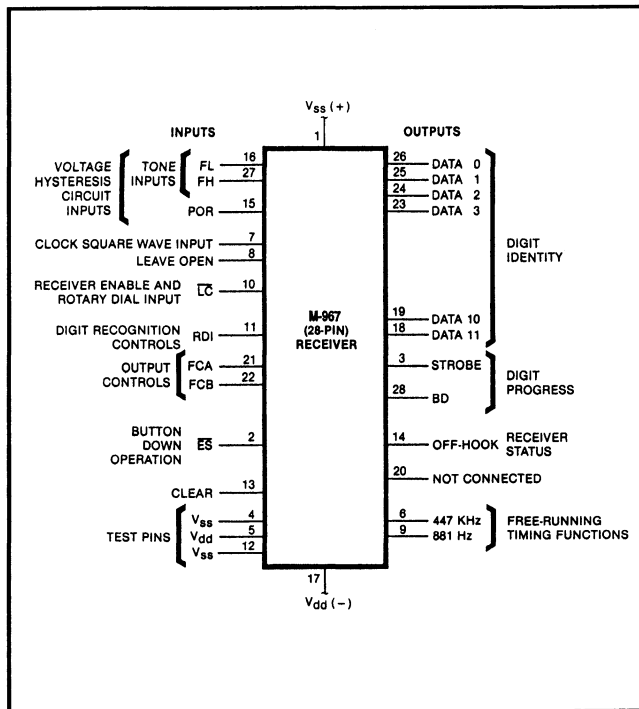 Vss (+)
INPUTS
OUTPUTS
1
VOLTAGE HYSTERESIS CIRCUIT INPUTS
TONE INPUTS
FL 16
FH 27
POR 15
CLOCK SQUARE WAVE INPUT 7
LEAVE OPEN 8
RECEIVER ENABLE AND ROTARY DIAL INPUT
L̅C̅ 10
DIGIT RECOGNITION CONTROLS
RDI 11
OUTPUT CONTROLS
FCA 21
FCB 22
BUTTON DOWN OPERATION
E̅S̅ 2
CLEAR 13
TEST PINS
Vss 4
Vdd 5
Vss 12
M-967
(28-PIN)
RECEIVER
26 DATA 0
25 DATA 1
24 DATA 2
23 DATA 3
19 DATA 10
18 DATA 11
DIGIT IDENTITY
3 STROBE
28 BD
DIGIT PROGRESS
14 OFF-HOOK
RECEIVER STATUS
20 NOT CONNECTED
6 447 KHz
9 881 Hz
FREE-RUNNING TIMING FUNCTIONS
17
Vdd (−)